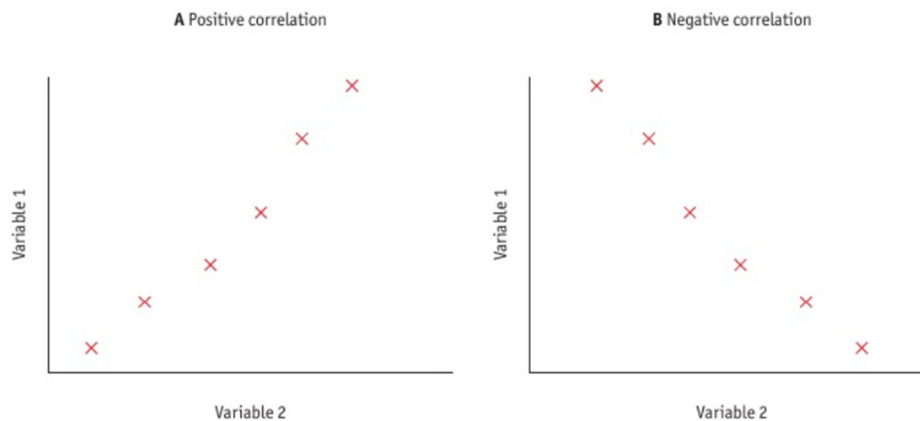 A Positive correlation
Variable 1
Variable 2
B Negative correlation
Variable 1
Variable 2